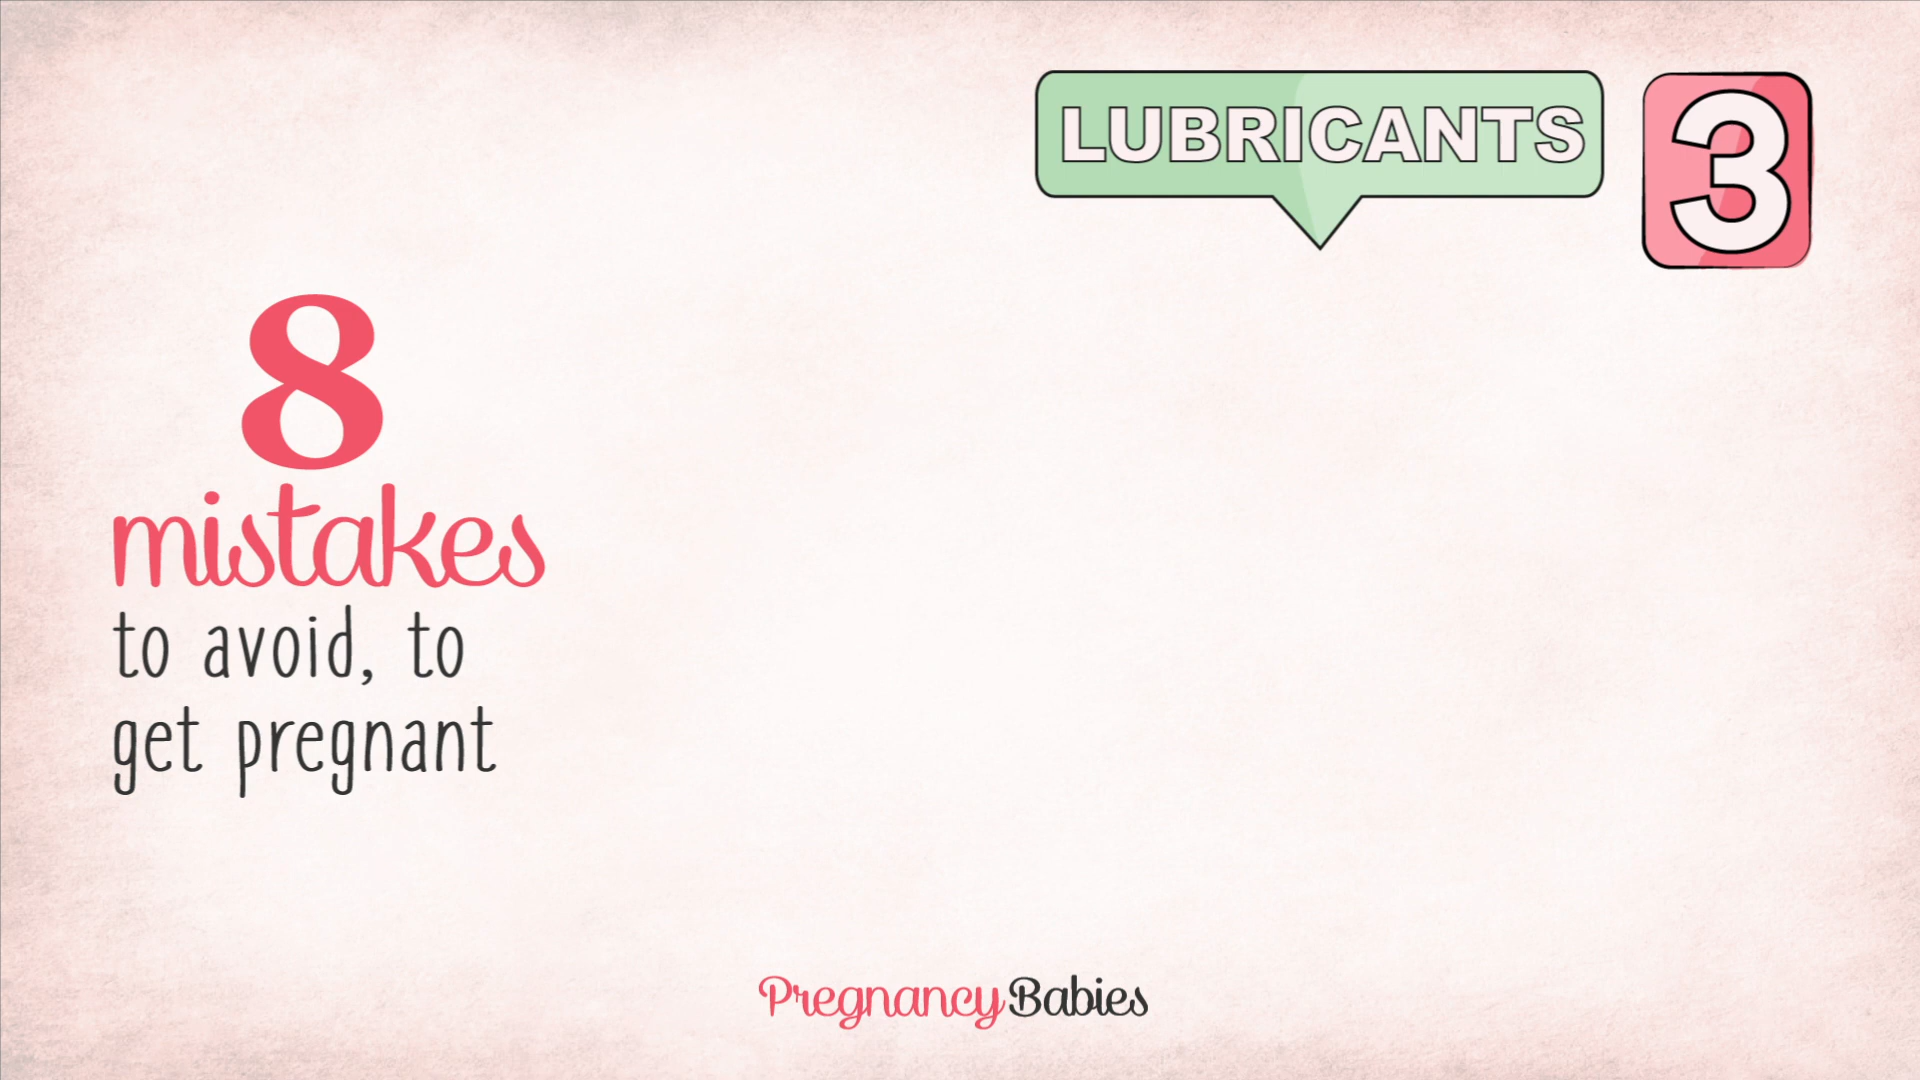 LUBRICANTS 3
8
mistakes
to avoid, to
get pregnant
PregnancyBabies